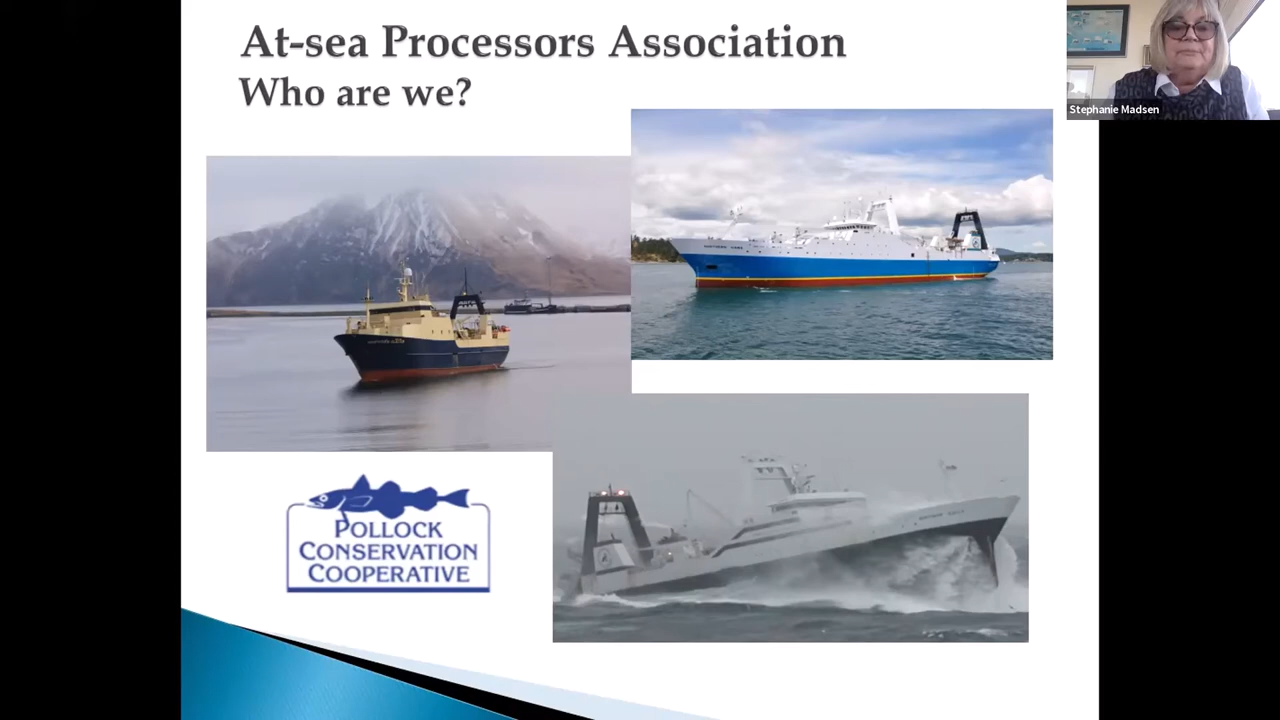 At-sea Processors Association
Who are we?
Stephanie Madsen
POLLOCK
CONSERVATION
COOPERATIVE